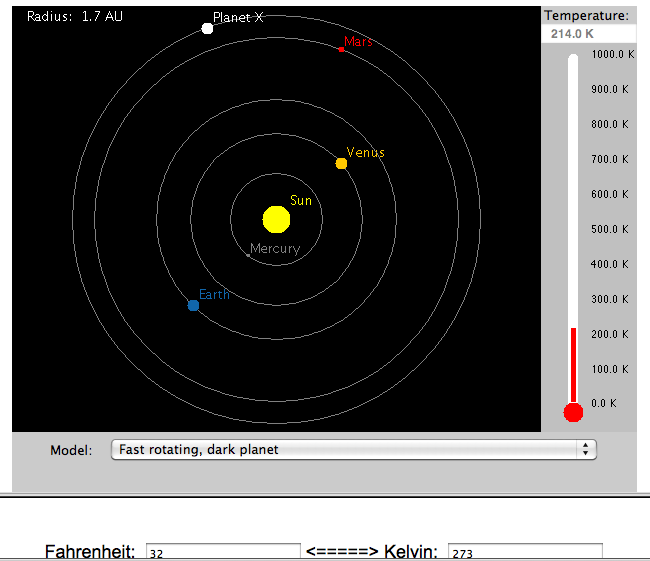 Radius: 1.7 AU
Planet X
Temperature:
214.0 K
Mars
1000.0 K
900.0 K
800.0 K
700.0 K
Venus
600.0 K
Sun
500.0 K
Mercury
400.0 K
Earth
300.0 K
200.0 K
100.0 K
0.0 K
Model: Fast rotating, dark planet
Fahrenheit: 32 <=====> Kelvin: 273